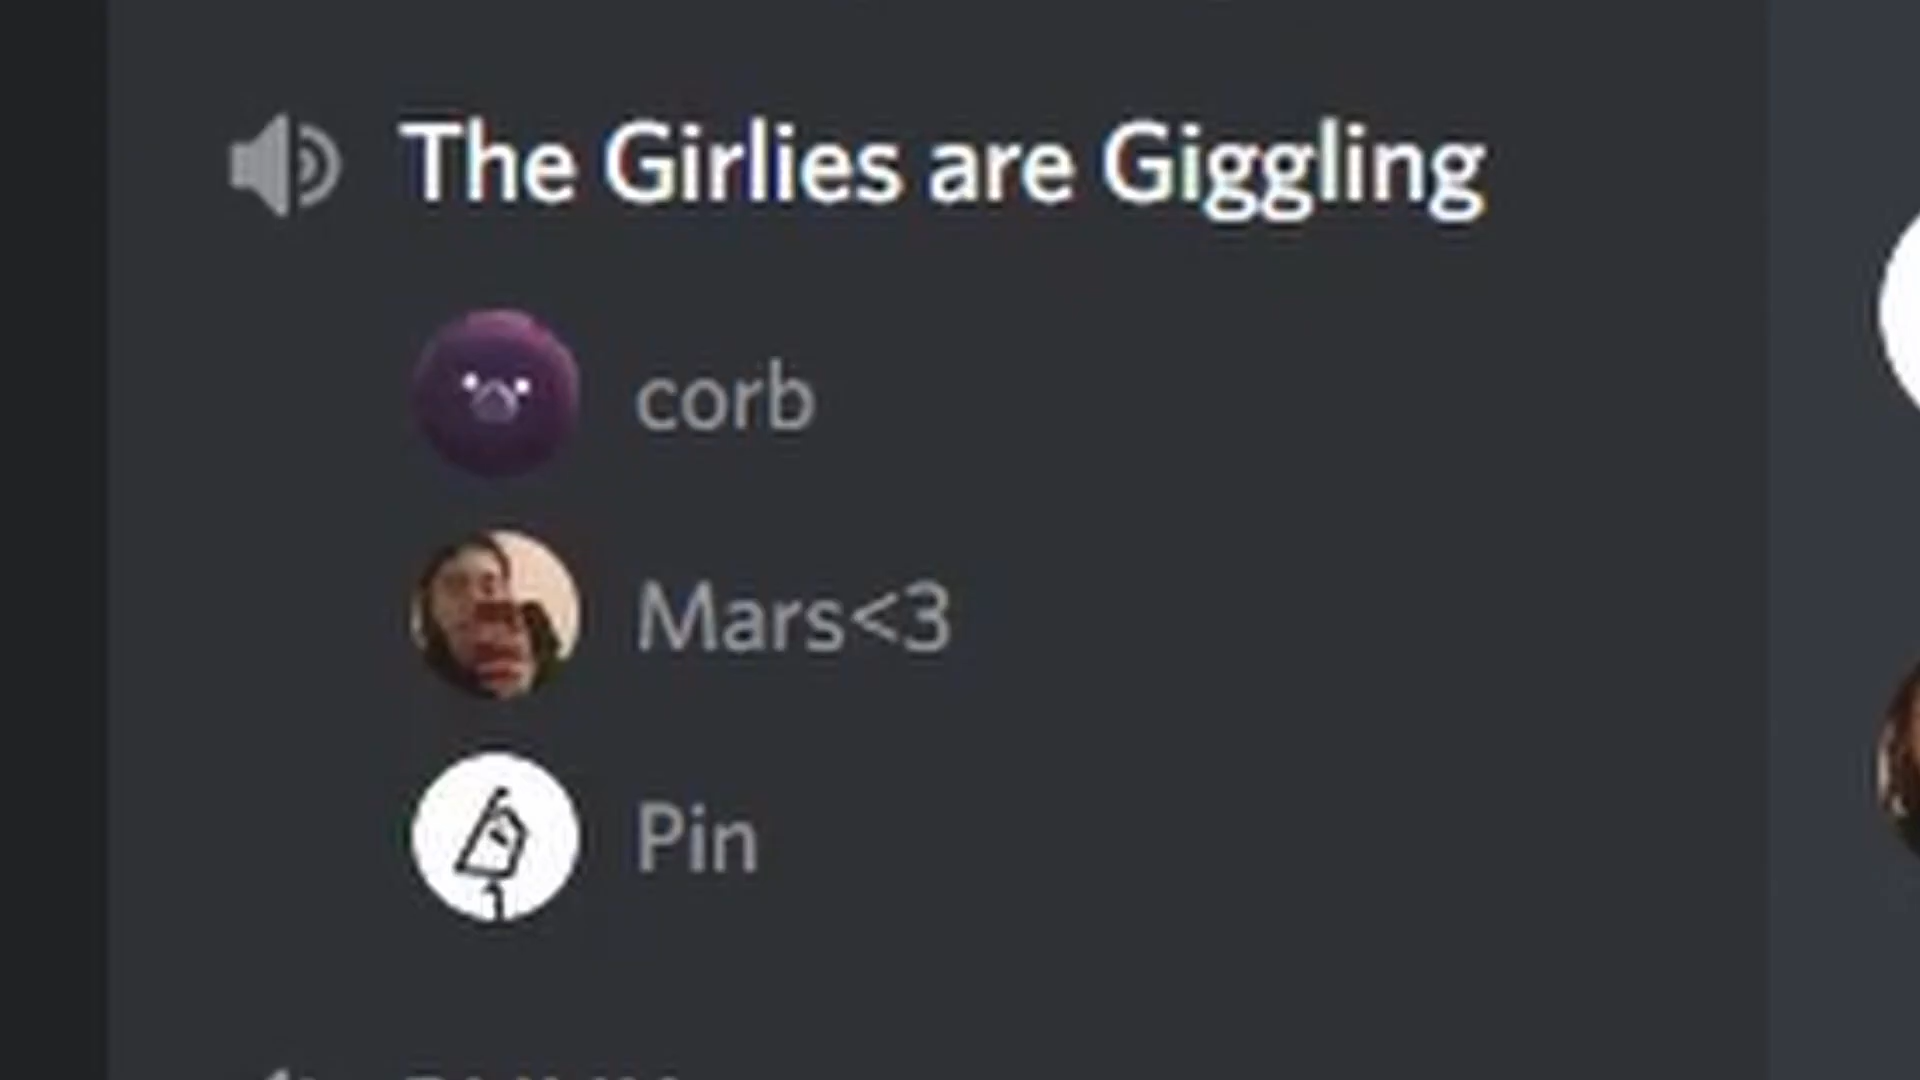 The Girlies are Giggling
corb
Mars<3
Pin